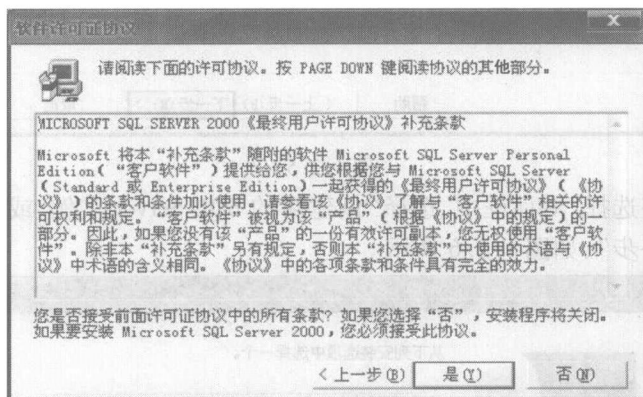 软件许可证协议
请阅读下面的许可协议。按 PAGE DOWN 键阅读协议的其他部分。
MICROSOFT SQL SERVER 2000《最终用户许可协议》补充条款
Microsoft 将本“补充条款”随附的软件 Microsoft SQL Server Personal
Edition(“客户软件”)提供给您,供您根据您与 Microsoft SQL Server
(Standard 或 Enterprise Edition)一起获得的《最终用户许可协议》(《协
议》)的条款和条件加以使用。请参看该《协议》了解与“客户软件”相关的许
可权利和规定。“客户软件”被视为该“产品”(根据《协议》中的规定)的一
部分。因此,如果您没有该“产品”的一份有效许可副本,您无权使用“客户软
件”。除非本“补充条款”另有规定,否则本“补充条款”中使用的术语与《协
议》中术语的含义相同。《协议》中的各项条款和条件具有完全的效力。
您是否接受前面许可证协议中的所有条款?如果您选择“否”,安装程序将关闭。
如果要安装 Microsoft SQL Server 2000,您必须接受此协议。
<上一步(B) 是(Y) 否(N)